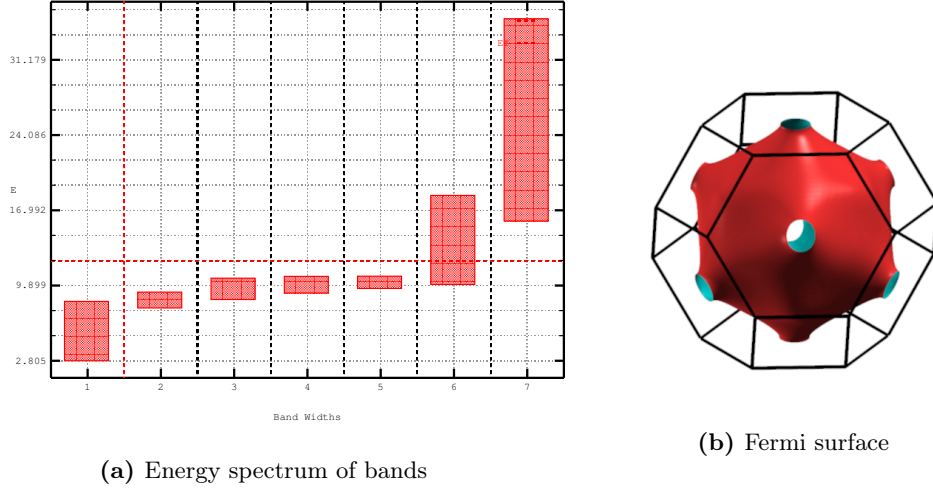 31.179
24.086
E
16.992
9.899
2.805
1 2 3 4 5 6 7
Band Widths
(a) Energy spectrum of bands
(b) Fermi surface